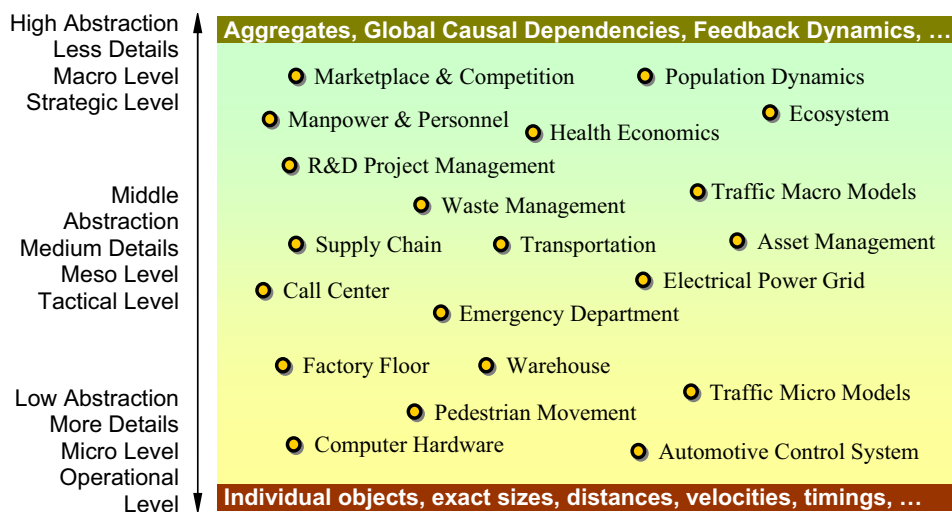 High Abstraction
Less Details
Macro Level
Strategic Level
Middle
Abstraction
Medium Details
Meso Level
Tactical Level
Low Abstraction
More Details
Micro Level
Operational
Level
Aggregates, Global Causal Dependencies, Feedback Dynamics, …
Marketplace & Competition
Population Dynamics
Manpower & Personnel
Ecosystem
Health Economics
R&D Project Management
Traffic Macro Models
Waste Management
Supply Chain
Transportation
Asset Management
Call Center
Electrical Power Grid
Emergency Department
Factory Floor
Warehouse
Traffic Micro Models
Pedestrian Movement
Computer Hardware
Automotive Control System
Individual objects, exact sizes, distances, velocities, timings, …